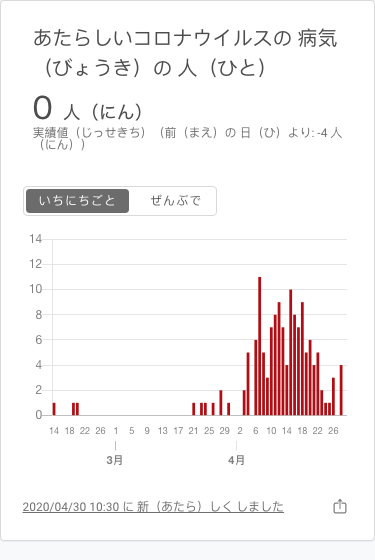 あたらしいコロナウイルスの 病気
（びょうき）の 人（ひと）
0 人（にん）
実績値（じっせきち）（前（まえ）の 日（ひ）より: -4 人
（にん））
いちにちごと ぜんぶで
14
12
10
8
6
4
2
0
14 18 22 26 1 5 9 13 17 21 25 29 2 6 10 14 18 22 26
3月 4月
2020/04/30 10:30 に 新（あたら）しく しました